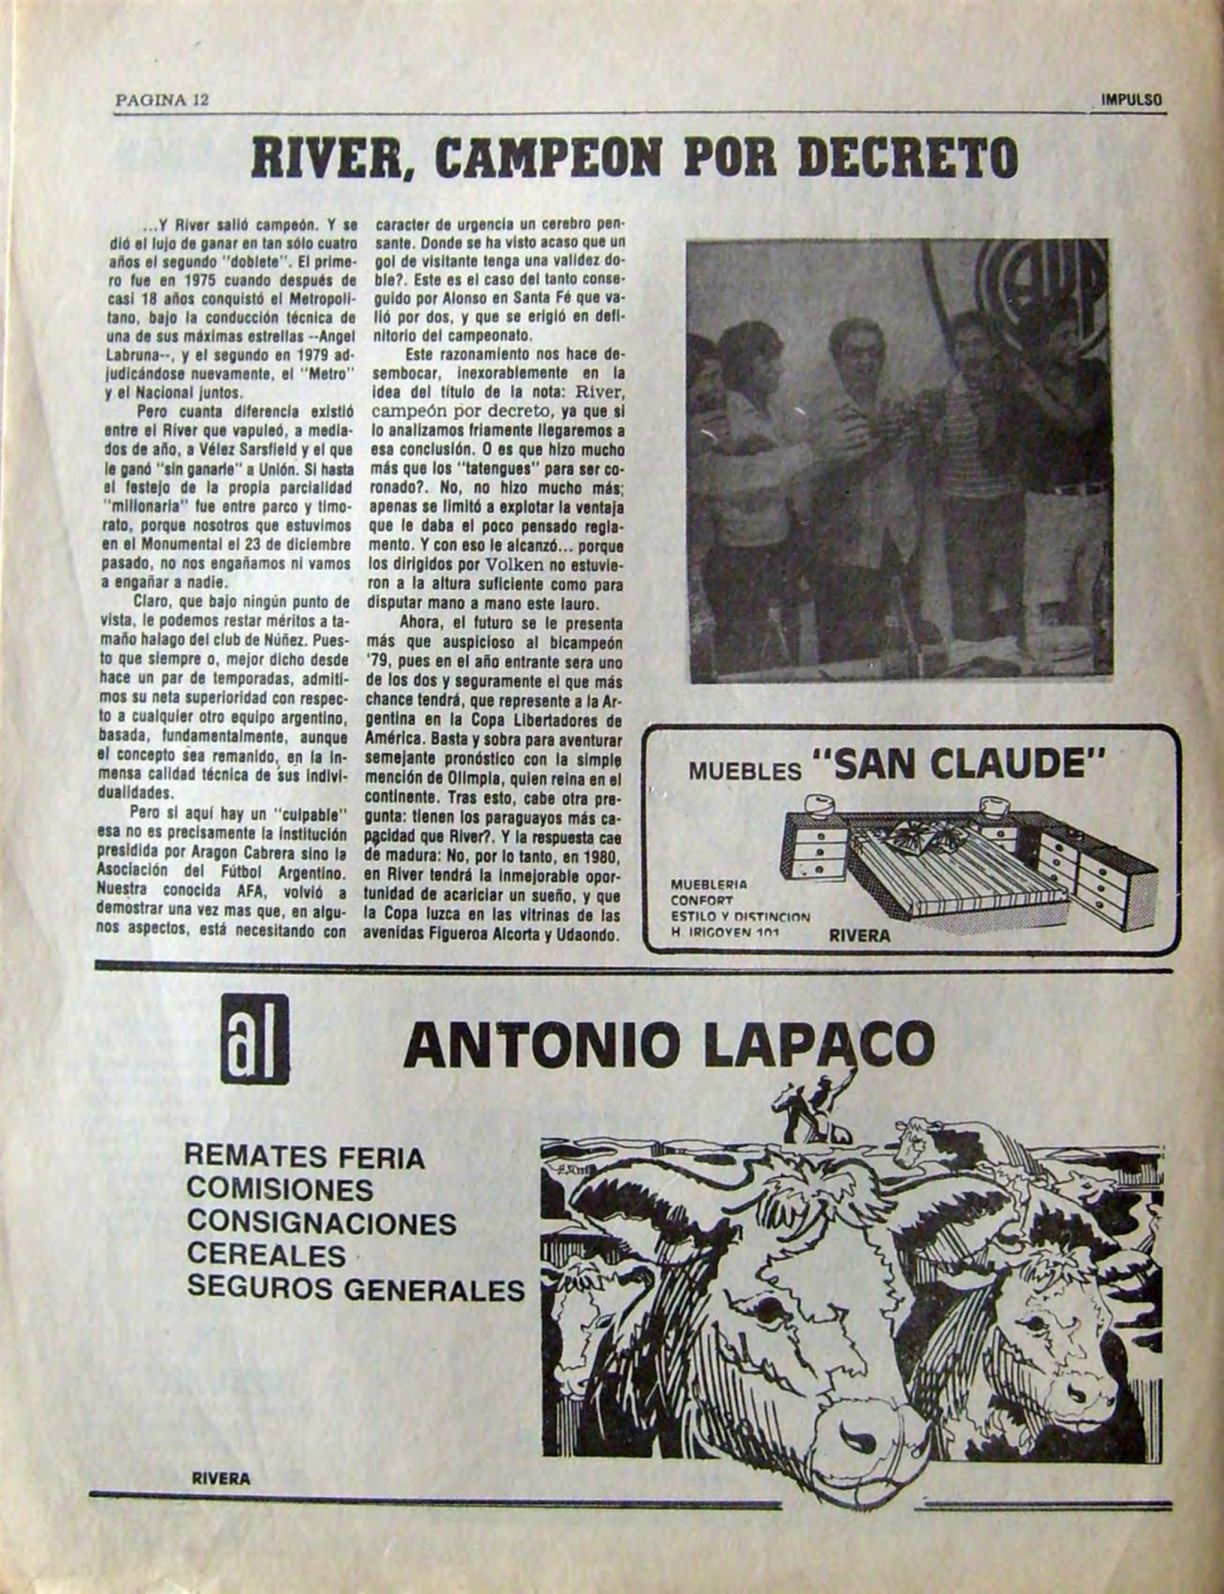 PAGINA 12
IMPULSO
RIVER, CAMPEON POR DECRETO
...Y River salió campeón. Y se
dió el lujo de ganar en tan sólo cuatro
años el segundo "doblete". El prime-
ro fue en 1975 cuando después de
casi 18 años conquistó el Metropoli-
tano, bajo la conducción técnica de
una de sus máximas estrellas --Angel
Labruna--, y el segundo en 1979 ad-
judicándose nuevamente, el "Metro"
y el Nacional juntos.
Pero cuanta diferencia existió
entre el River que vapuleó, a media-
dos de año, a Vélez Sarsfield y el que
le ganó "sin ganarle" a Unión. Si hasta
el festejo de la propia parcialidad
"millonaria" fue entre parco y timo-
rato, porque nosotros que estuvimos
en el Monumental el 23 de diciembre
pasado, no nos engañamos ni vamos
a engañar a nadie.
Claro, que bajo ningún punto de
vista, le podemos restar méritos a ta-
maño halago del club de Núñez. Pues-
to que siempre o, mejor dicho desde
hace un par de temporadas, admiti-
mos su neta superioridad con respec-
to a cualquier otro equipo argentino,
basada, fundamentalmente, aunque
el concepto sea remanido, en la in-
mensa calidad técnica de sus indivi-
dualidades.
Pero si aquí hay un "culpable"
esa no es precisamente la institución
presidida por Aragon Cabrera sino la
Asociación del Fútbol Argentino.
Nuestra conocida AFA, volvió a
demostrar una vez mas que, en algu-
nos aspectos, está necesitando con
caracter de urgencia un cerebro pen-
sante. Donde se ha visto acaso que un
gol de visitante tenga una validez do-
ble?. Este es el caso del tanto conse-
guido por Alonso en Santa Fé que va-
lió por dos, y que se erigió en defi-
nitorio del campeonato.
Este razonamiento nos hace de-
sembocar, inexorablemente en la
idea del título de la nota: River,
campeón por decreto, ya que si
lo analizamos friamente llegaremos a
esa conclusión. O es que hizo mucho
más que los "tatengues" para ser co-
ronado?. No, no hizo mucho más;
apenas se limitó a explotar la ventaja
que le daba el poco pensado regla-
mento. Y con eso le alcanzó... porque
los dirigidos por Volken no estuvie-
ron a la altura suficiente como para
disputar mano a mano este lauro.
Ahora, el futuro se le presenta
más que auspicioso al bicampeón
'79, pues en el año entrante sera uno
de los dos y seguramente el que más
chance tendrá, que represente a la Ar-
gentina en la Copa Libertadores de
América. Basta y sobra para aventurar
semejante pronóstico con la simple
mención de Olimpia, quien reina en el
continente. Tras esto, cabe otra pre-
gunta: tienen los paraguayos más ca-
pacidad que River?. Y la respuesta cae
de madura: No, por lo tanto, en 1980,
en River tendrá la inmejorable opor-
tunidad de acariciar un sueño, y que
la Copa luzca en las vitrinas de las
avenidas Figueroa Alcorta y Udaondo.
MUEBLES "SAN CLAUDE"
MUEBLERIA
CONFORT
ESTILO Y DISTINCION
H. IRIGOYEN 101
RIVERA
al
ANTONIO LAPACO
REMATES FERIA
COMISIONES
CONSIGNACIONES
CEREALES
SEGUROS GENERALES
RIVERA